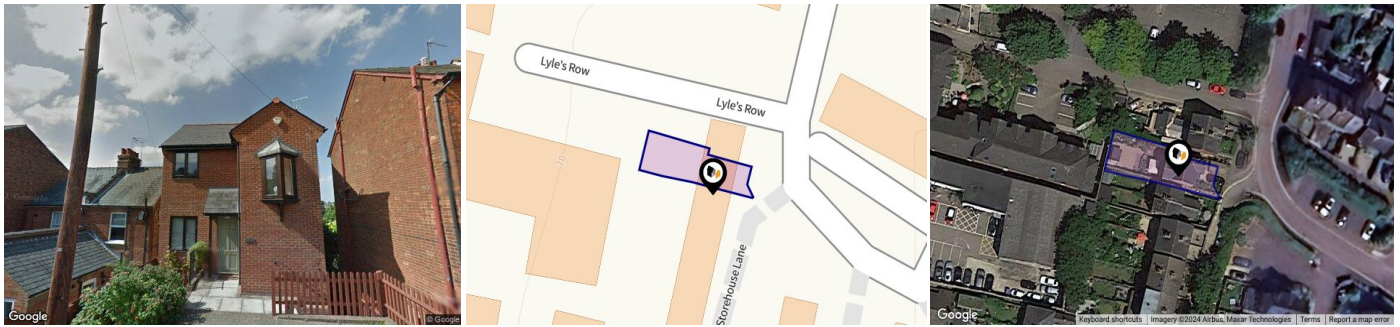 Google
© Google
Lyle's Row
Lyle's Row
10
Storehouse Lane
Google
Keyboard shortcuts
Imagery ©2024 Airbus, Maxar Technologies
Terms
Report a map error